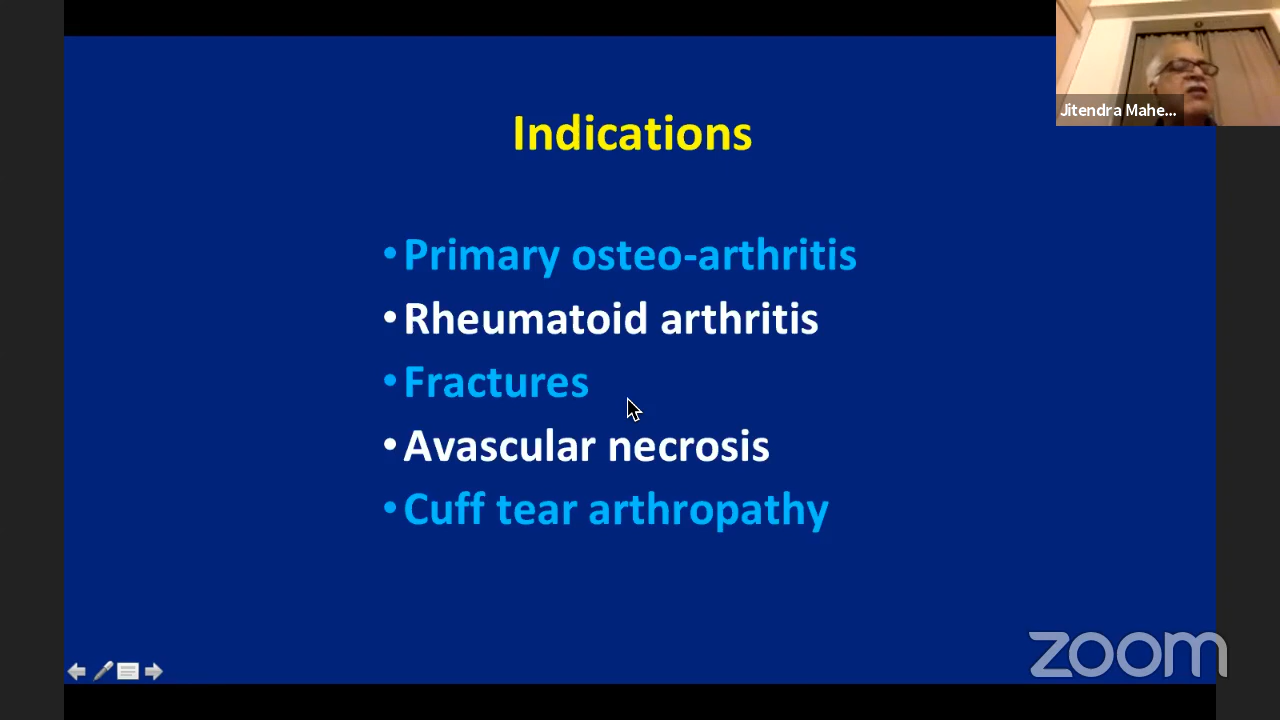 Jitendra Mahe...
Indications
• Primary osteo-arthritis
• Rheumatoid arthritis
• Fractures
• Avascular necrosis
• Cuff tear arthropathy
zoom